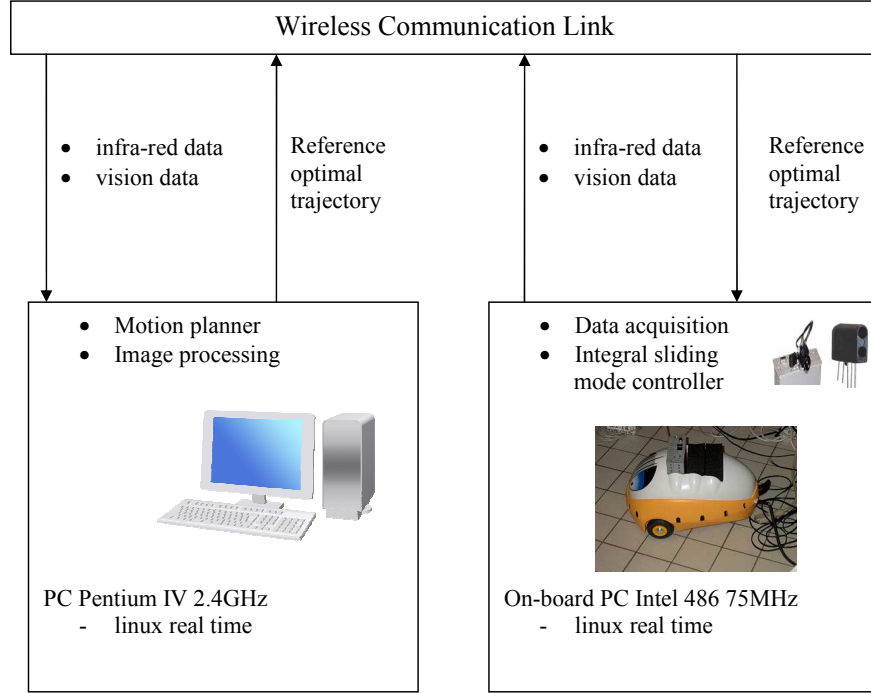 Wireless Communication Link
• infra-red data
• vision data
Reference
optimal
trajectory
• infra-red data
• vision data
Reference
optimal
trajectory
• Motion planner
• Image processing
PC Pentium IV 2.4GHz
- linux real time
• Data acquisition
• Integral sliding
mode controller
On-board PC Intel 486 75MHz
- linux real time